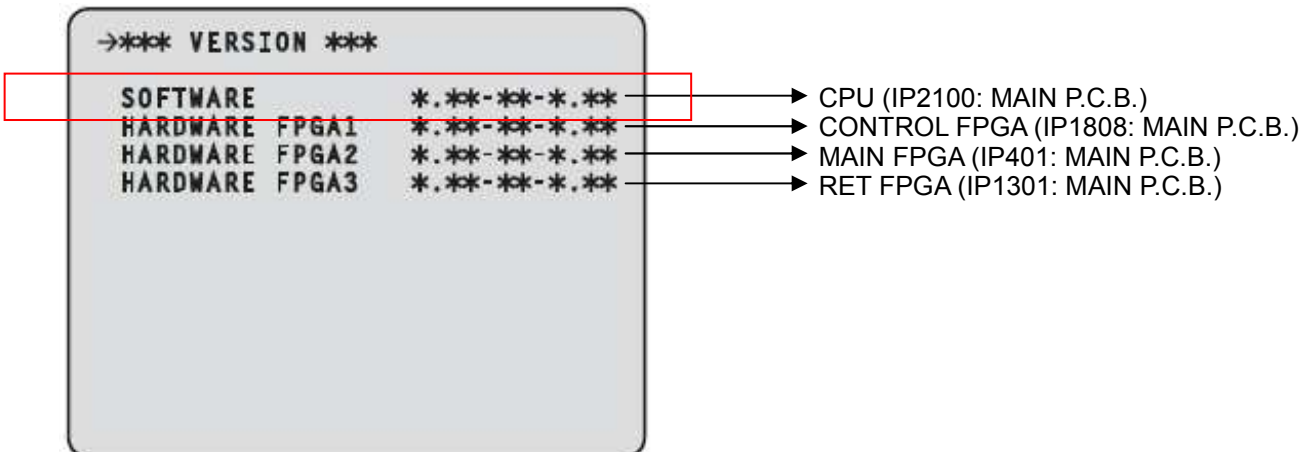 →*** VERSION ***
SOFTWARE *.**-**-*.** CPU (IP2100: MAIN P.C.B.)
HARDWARE FPGA1 *.**-**-*.** CONTROL FPGA (IP1808: MAIN P.C.B.)
HARDWARE FPGA2 *.**-**-*.** MAIN FPGA (IP401: MAIN P.C.B.)
HARDWARE FPGA3 *.**-**-*.** RET FPGA (IP1301: MAIN P.C.B.)